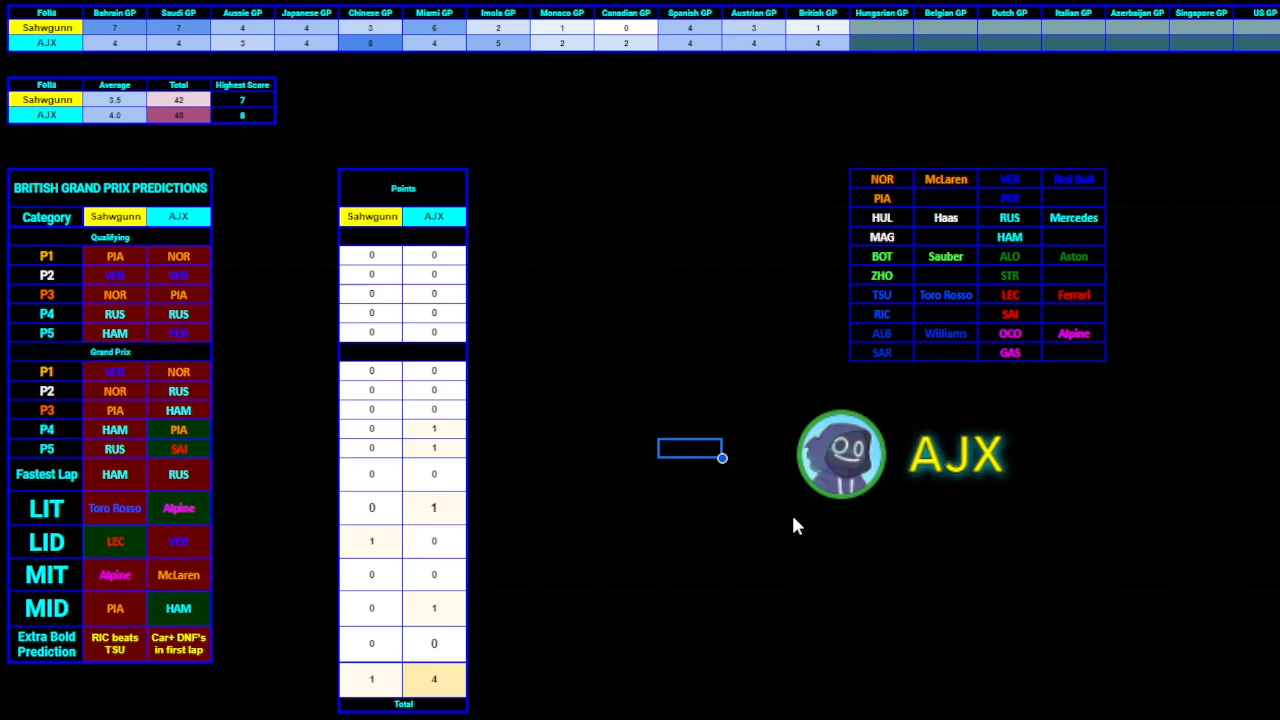 Fella Bahrain GP Saudi GP Aussie GP Japanese GP Chinese GP Miami GP Imola GP Monaco GP Canadian GP Spanish GP Austrian GP British GP Hungarian GP Belgian GP Dutch GP Italian GP Azerbaijan GP Singapore GP US GP
Sahwgunn 7 7 4 4 3 6 2 1 0 4 3 1
AJX 4 4 3 4 8 4 5 2 2 4 4 4
Fella Average Total Highest Score
Sahwgunn 3.5 42 7
AJX 4.0 48 8
BRITISH GRAND PRIX PREDICTIONS Points
Category Sahwgunn AJX Sahwgunn AJX
Qualifying
P1 PIA NOR 0 0
P2 VER VER 0 0
P3 NOR PIA 0 0
P4 RUS RUS 0 0
P5 HAM PER 0 0
Grand Prix
P1 VER NOR 0 0
P2 NOR RUS 0 0
P3 PIA HAM 0 0
P4 HAM PIA 0 1
P5 RUS SAI 0 1
Fastest Lap HAM RUS 0 0
LIT Toro Rosso Alpine 0 1
LID LEC VER 1 0
MIT Alpine McLaren 0 0
MID PIA HAM 0 1
Extra Bold Prediction RIC beats TSU Car+ DNF's in first lap 0 0
1 4
Total
NOR McLaren VER Red Bull
PIA PER
HUL Haas RUS Mercedes
MAG HAM
BOT Sauber ALO Aston
ZHO STR
TSU Toro Rosso LEC Ferrari
RIC SAI
ALB Williams OCO Alpine
SAR GAS
AJX